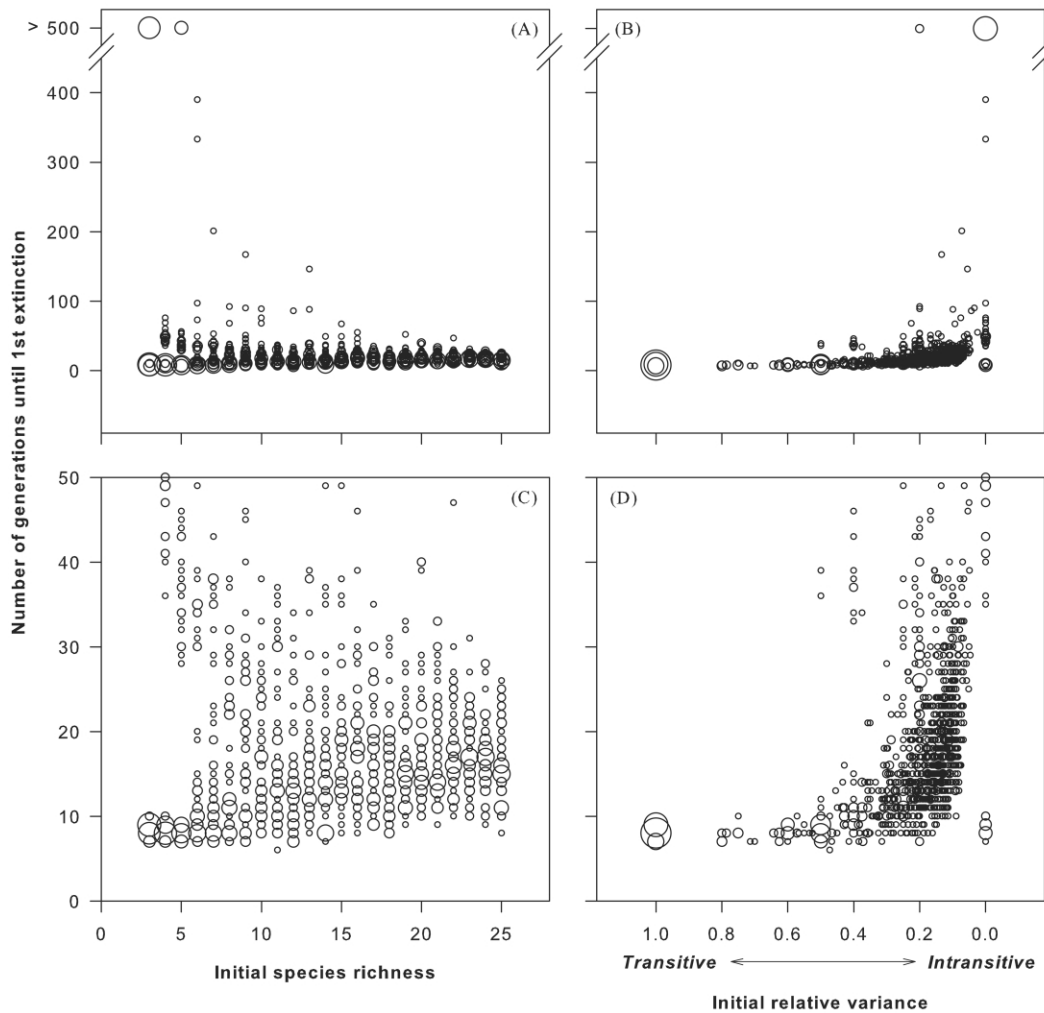 >
500
400
300
200
100
0
(A)
(B)
50
40
30
20
10
0
(C)
(D)
Number of generations until 1st extinction
0 5 10 15 20 25
1.0 0.8 0.6 0.4 0.2 0.0
Transitive Intransitive
Initial species richness
Initial relative variance